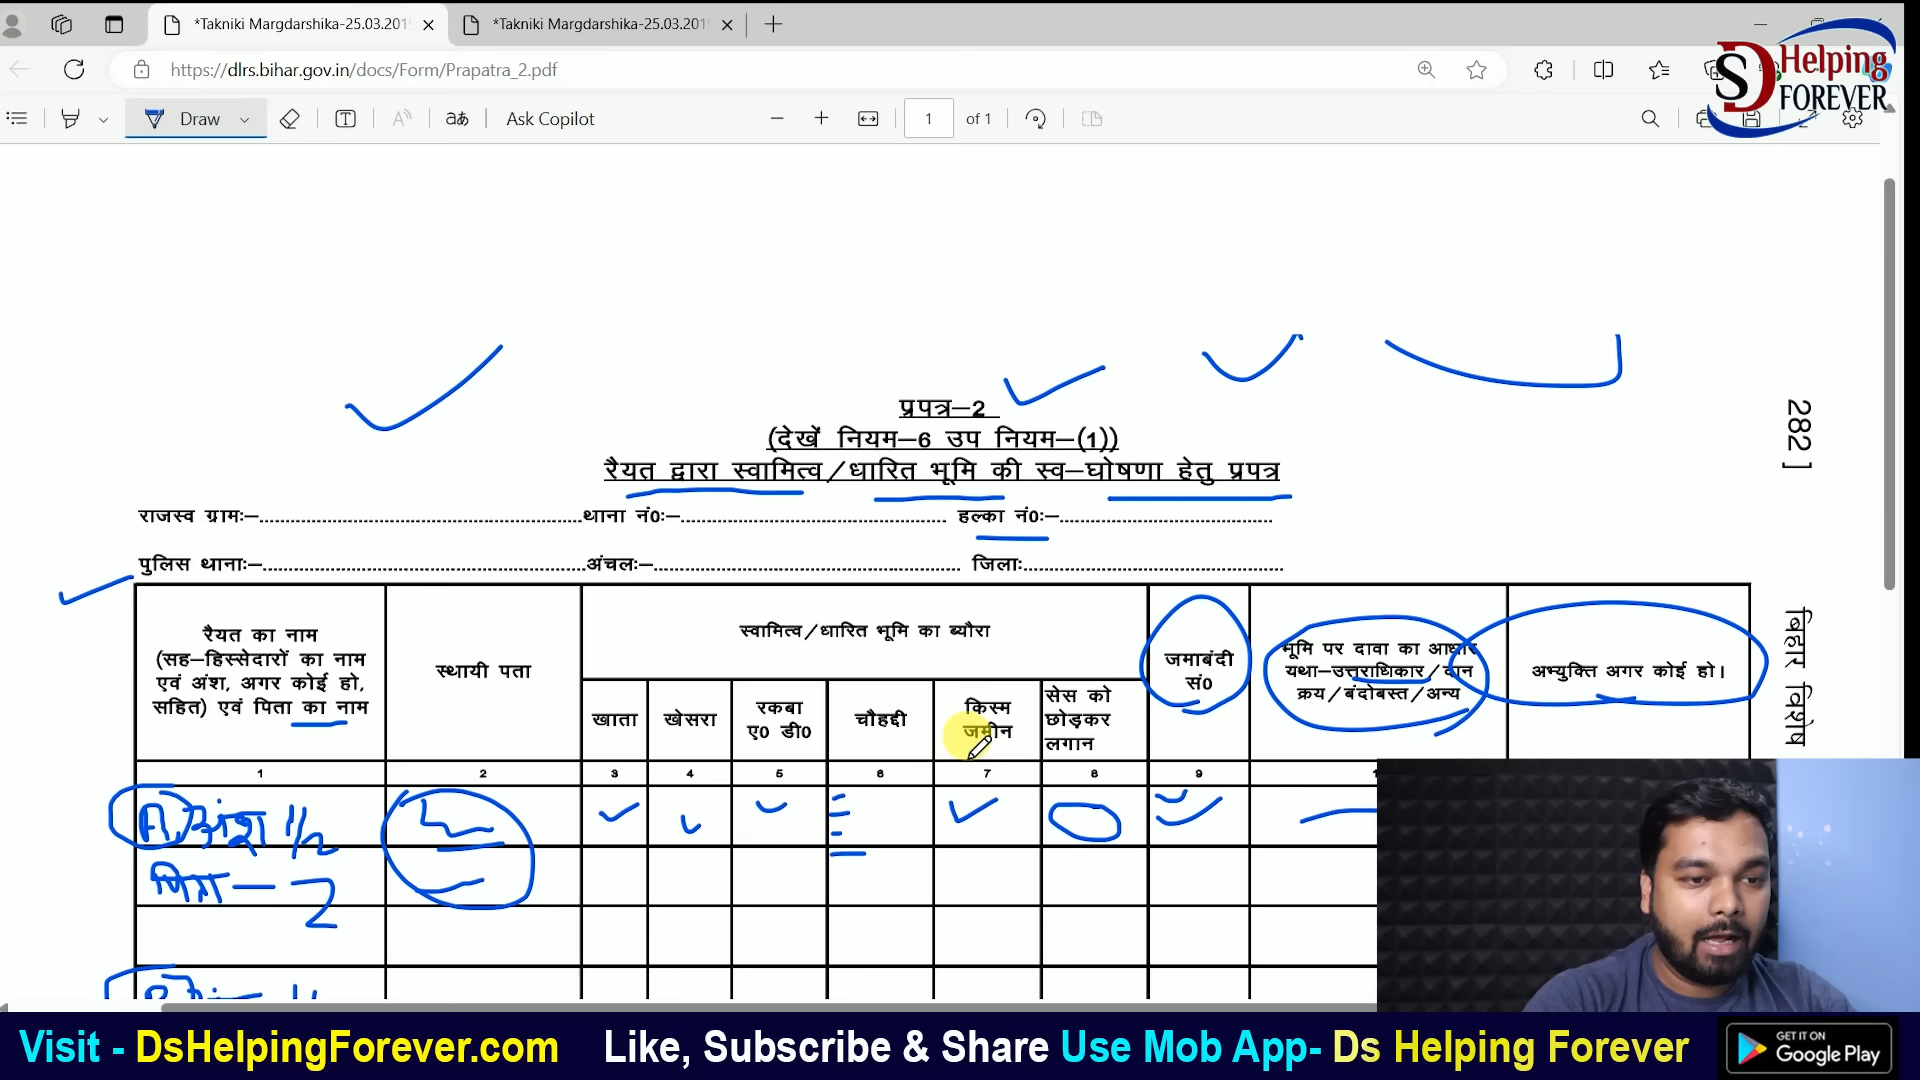 *Takniki Margdarshika-25.03.201
*Takniki Margdarshika-25.03.201
https://dlrs.bihar.gov.in/docs/Form/Prapatra_2.pdf
SD Helping
FOREVER
Draw
Ask Copilot
1 of 1
प्रपत्र–2
(देखें नियम–6 उप नियम–(1))
रैयत द्वारा स्वामित्व/धारित भूमि की स्व–घोषणा हेतु प्रपत्र
282]
राजस्व ग्रामः–.................... थाना नं0ः–.................... हल्का नं0ः–....................
पुलिस थानाः–.................... अंचलः–.................... जिलाः....................
बिहार विशेष
रैयत का नाम
(सह–हिस्सेदारों का नाम
एवं अंश, अगर कोई हो,
सहित) एवं पिता का नाम
स्थायी पता
स्वामित्व/धारित भूमि का ब्यौरा
खाता
खेसरा
रकबा
ए0 डी0
चौहद्दी
किस्म
जमीन
सेस को
छोड़कर
लगान
जमाबंदी
सं0
भूमि पर दावा का आधार
यथा–उत्तराधिकार/दान
क्रय/बंदोबस्त/अन्य
अभ्युक्ति अगर कोई हो।
1 2 3 4 5 6 7 8 9
अंश 1/2
Visit - DsHelpingForever.com Like, Subscribe & Share Use Mob App- Ds Helping Forever
GET IT ON
Google Play